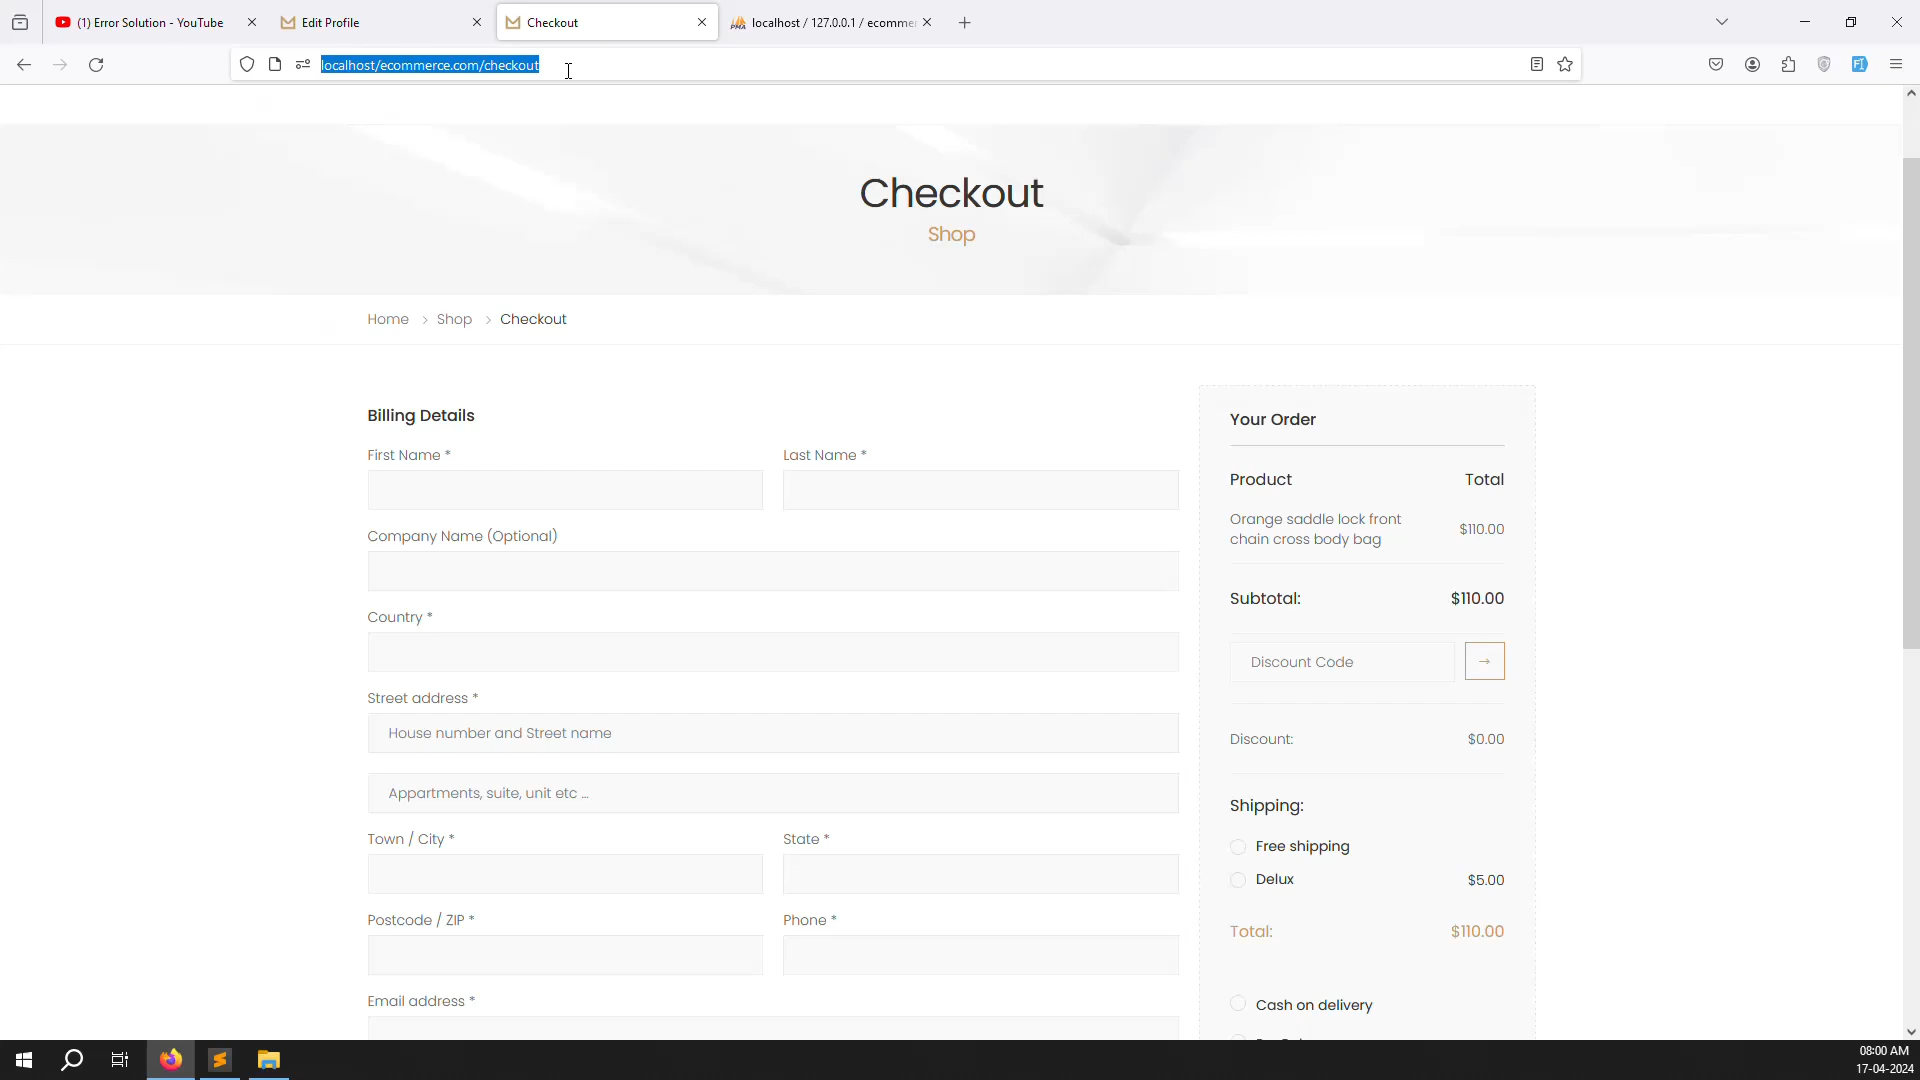 (1) Error Solution - YouTube
Edit Profile
Checkout
localhost / 127.0.0.1 / ecomme
localhost/ecommerce.com/checkout
Checkout
Shop
Home > Shop > Checkout
Billing Details
First Name *
Last Name *
Company Name (Optional)
Country *
Street address *
House number and Street name
Appartments, suite, unit etc ...
Town / City *
State *
Postcode / ZIP *
Phone *
Email address *
Your Order
Product Total
Orange saddle lock front
chain cross body bag
$110.00
Subtotal: $110.00
Discount Code
→
Discount: $0.00
Shipping:
Free shipping
Delux $5.00
Total: $110.00
Cash on delivery
08:00 AM
17-04-2024